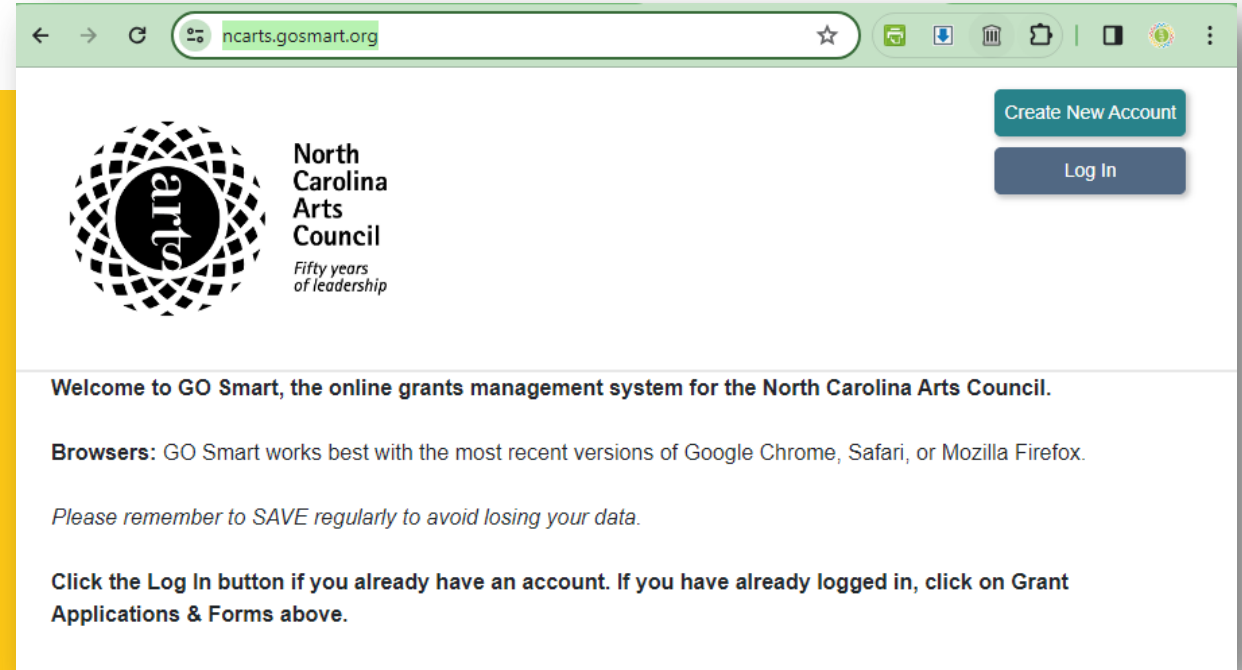 ncarts.gosmart.org
Create New Account
Log In
arts
North
Carolina
Arts
Council
Fifty years
of leadership
Welcome to GO Smart, the online grants management system for the North Carolina Arts Council.
Browsers: GO Smart works best with the most recent versions of Google Chrome, Safari, or Mozilla Firefox.
Please remember to SAVE regularly to avoid losing your data.
Click the Log In button if you already have an account. If you have already logged in, click on Grant
Applications & Forms above.